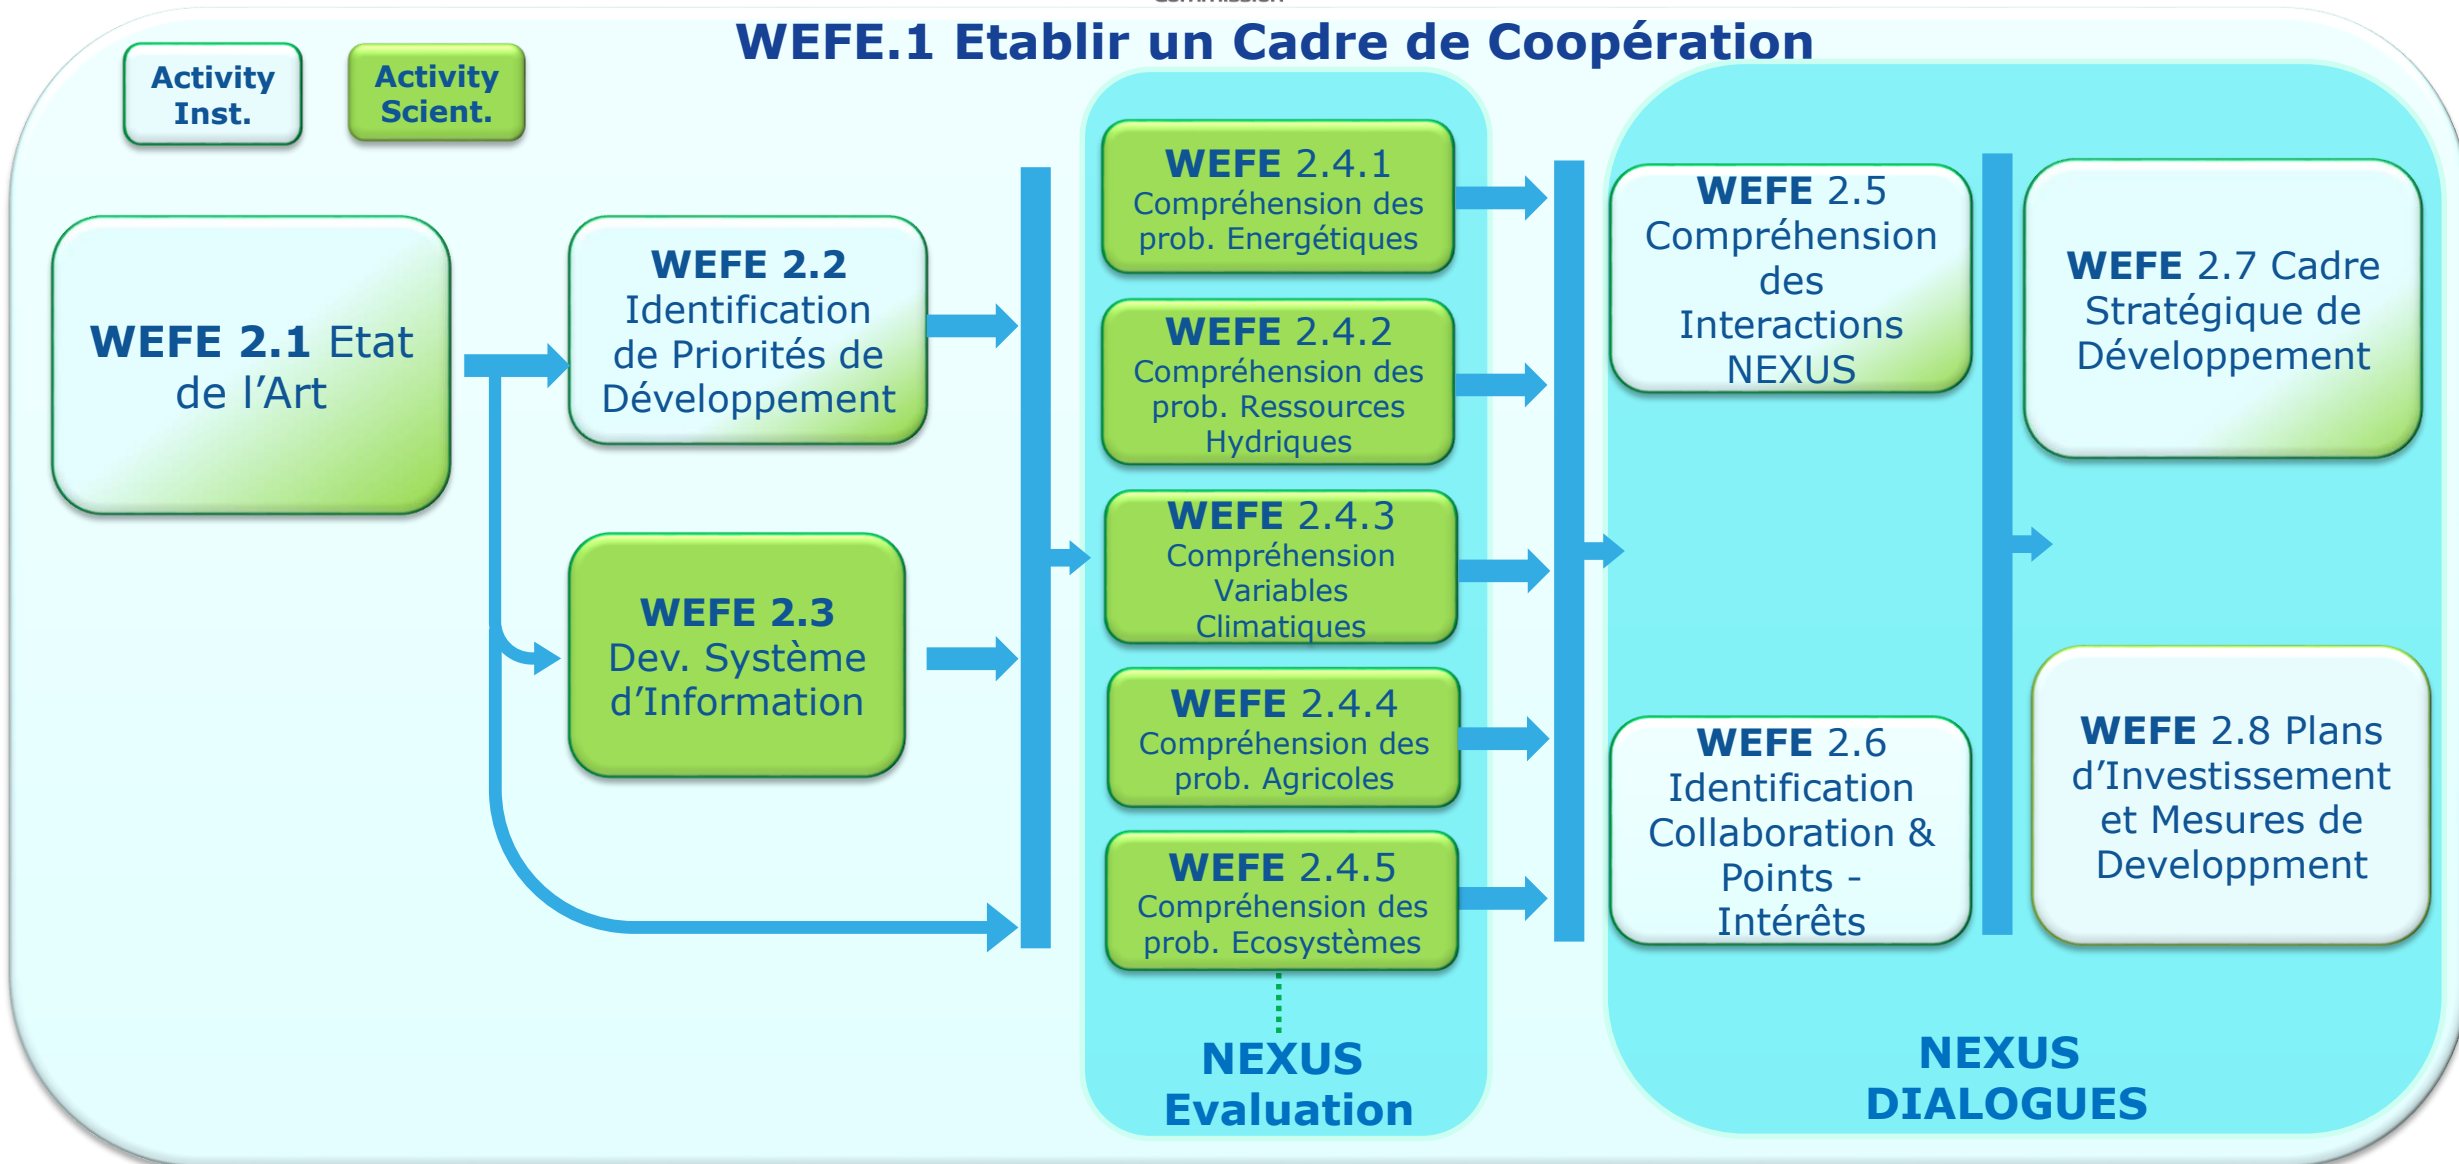 WEFE.1 Etablir un Cadre de Coopération
Activity
Inst.
Activity
Scient.
WEFE 2.1 Etat
de l’Art
WEFE 2.2
Identification
de Priorités de
Développement
WEFE 2.3
Dev. Système
d’Information
WEFE 2.4.1
Compréhension des
prob. Energétiques
WEFE 2.4.2
Compréhension des
prob. Ressources
Hydriques
WEFE 2.4.3
Compréhension
Variables
Climatiques
WEFE 2.4.4
Compréhension des
prob. Agricoles
WEFE 2.4.5
Compréhension des
prob. Ecosystèmes
NEXUS
Evaluation
WEFE 2.5
Compréhension
des
Interactions
NEXUS
WEFE 2.6
Identification
Collaboration &
Points -
Intérêts
WEFE 2.7 Cadre
Stratégique de
Développement
WEFE 2.8 Plans
d’Investissement
et Mesures de
Developpment
NEXUS
DIALOGUES